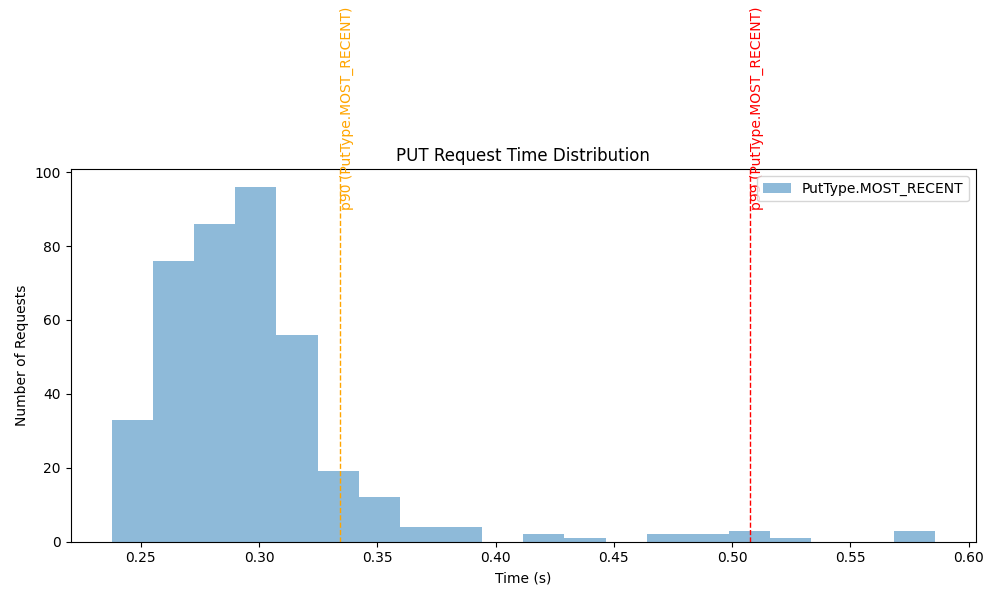 p90 (PutType.MOST_RECENT)
p99 (PutType.MOST_RECENT)
PUT Request Time Distribution
PutType.MOST_RECENT
Number of Requests
100
80
60
40
20
0
0.25
0.30
0.35
0.40
0.45
0.50
0.55
0.60
Time (s)